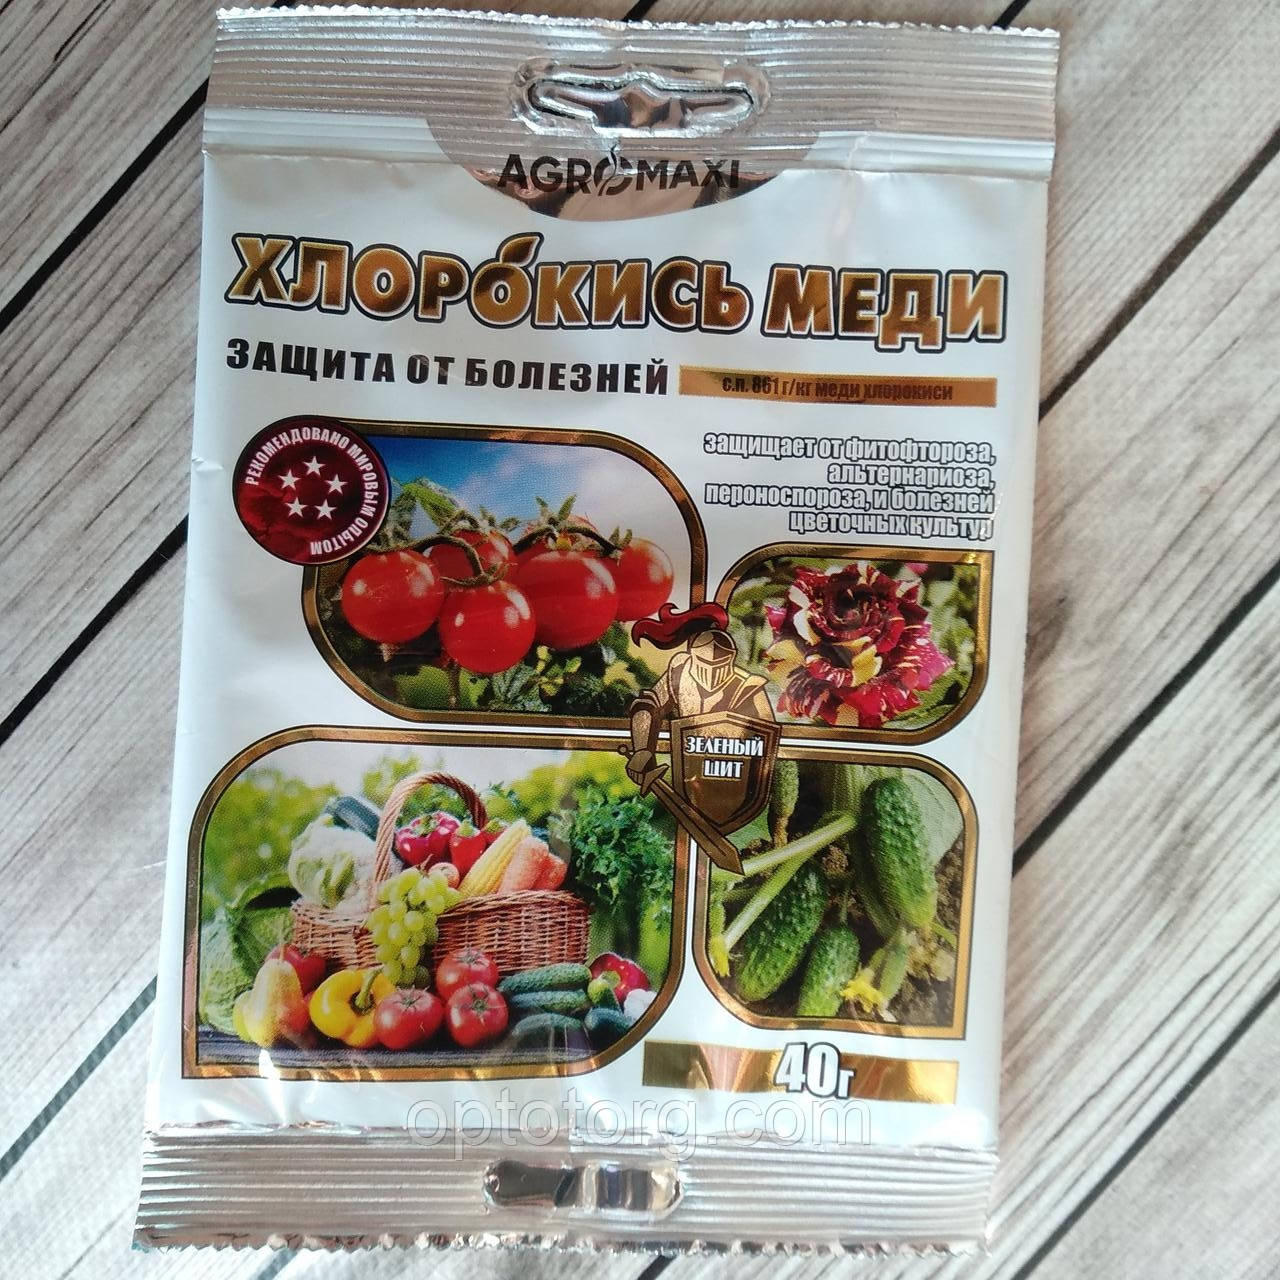 AGROMAXI
ХЛОРОКИСЬ МЕДИ
ЗАЩИТА ОТ БОЛЕЗНЕЙ
с.п. 861 г/кг меди хлорокиси
РЕКОМЕНДОВАНО МИРОВЫМ ОПЫТОМ
защищает от фитофтороза,
альтернариоза,
пероноспороза, и болезней
цветочных культур
ЗЕЛЕНЫЙ
ЩИТ
40г
optotorg.com